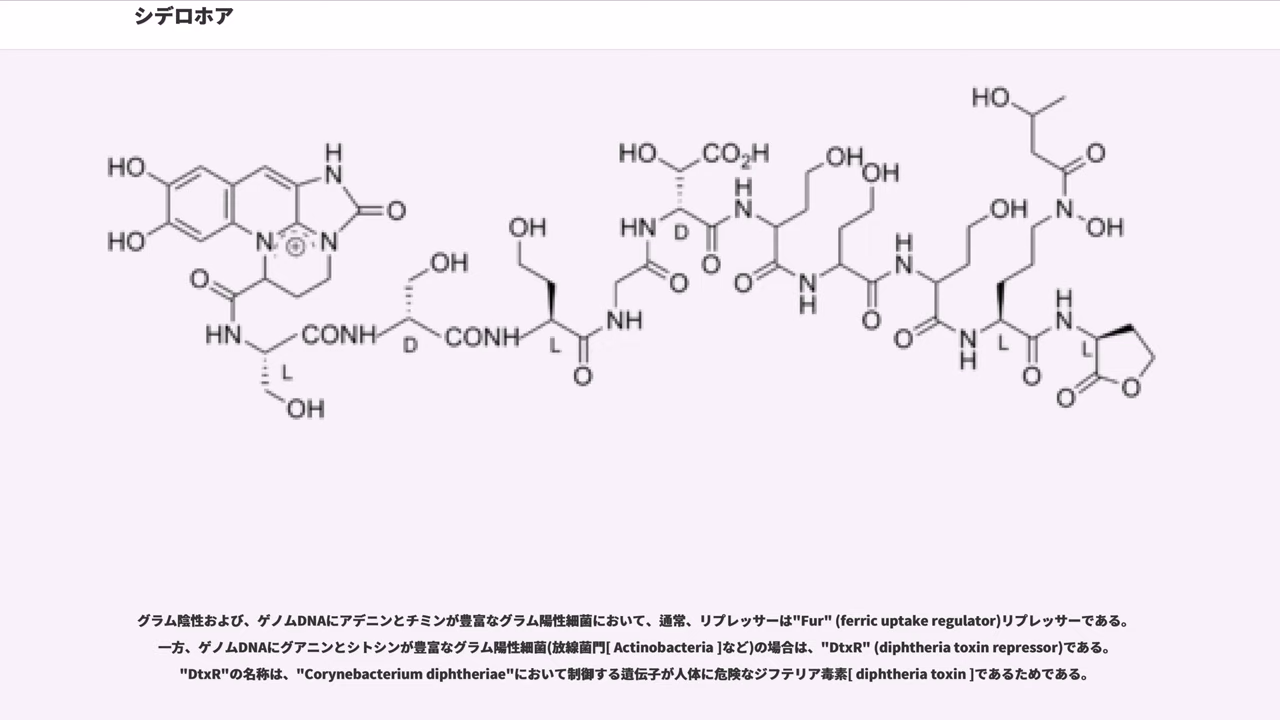 シデロホア
HO
HO
H
N
O
N
⊕
N
O
HN
L
OH
CONH
D
OH
CONH
L
OH
O
NH
O
HN
D
HO
CO2H
O
H
N
OH
O
N
H
OH
O
H
N
OH
O
N
H
L
HO
O
N
OH
O
H
N
L
O
O
グラム陰性および、ゲノムDNAにアデニンとチミンが豊富なグラム陽性細菌において、通常、リプレッサーは"Fur" (ferric uptake regulator)リプレッサーである。
一方、ゲノムDNAにグアニンとシトシンが豊富なグラム陽性細菌(放線菌門[ Actinobacteria ]など)の場合は、"DtxR" (diphtheria toxin repressor)である。
"DtxR"の名称は、"Corynebacterium diphtheriae"において制御する遺伝子が人体に危険なジフテリア毒素[ diphtheria toxin ]であるためである。